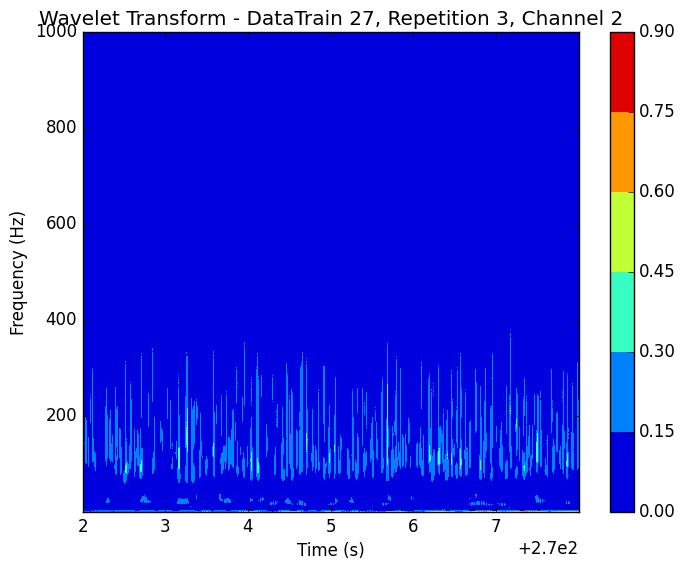 Wavelet Transform - DataTrain 27, Repetition 3, Channel 2
1000
800
600
400
200
Frequency (Hz)
2 3 4 5 6 7
Time (s)
+2.7e2
0.90
0.75
0.60
0.45
0.30
0.15
0.00